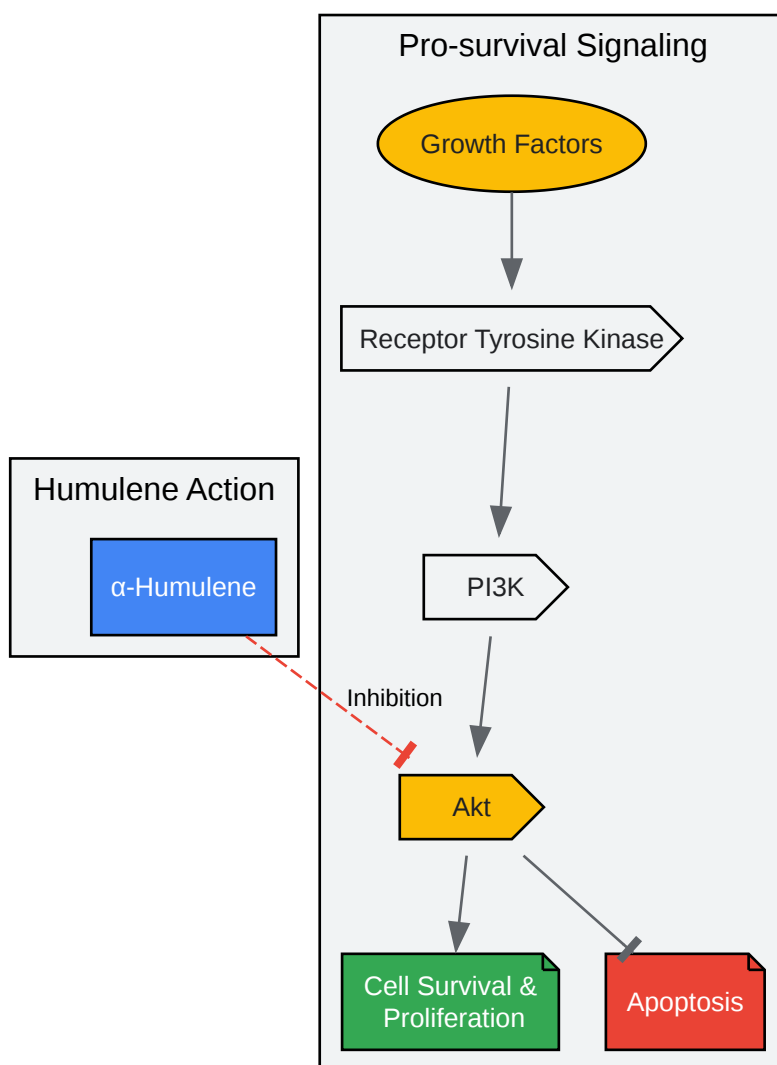 Pro-survival Signaling
Growth Factors
Receptor Tyrosine Kinase
Humulene Action
α-Humulene
PI3K
Inhibition
Akt
Cell Survival &
Proliferation
Apoptosis